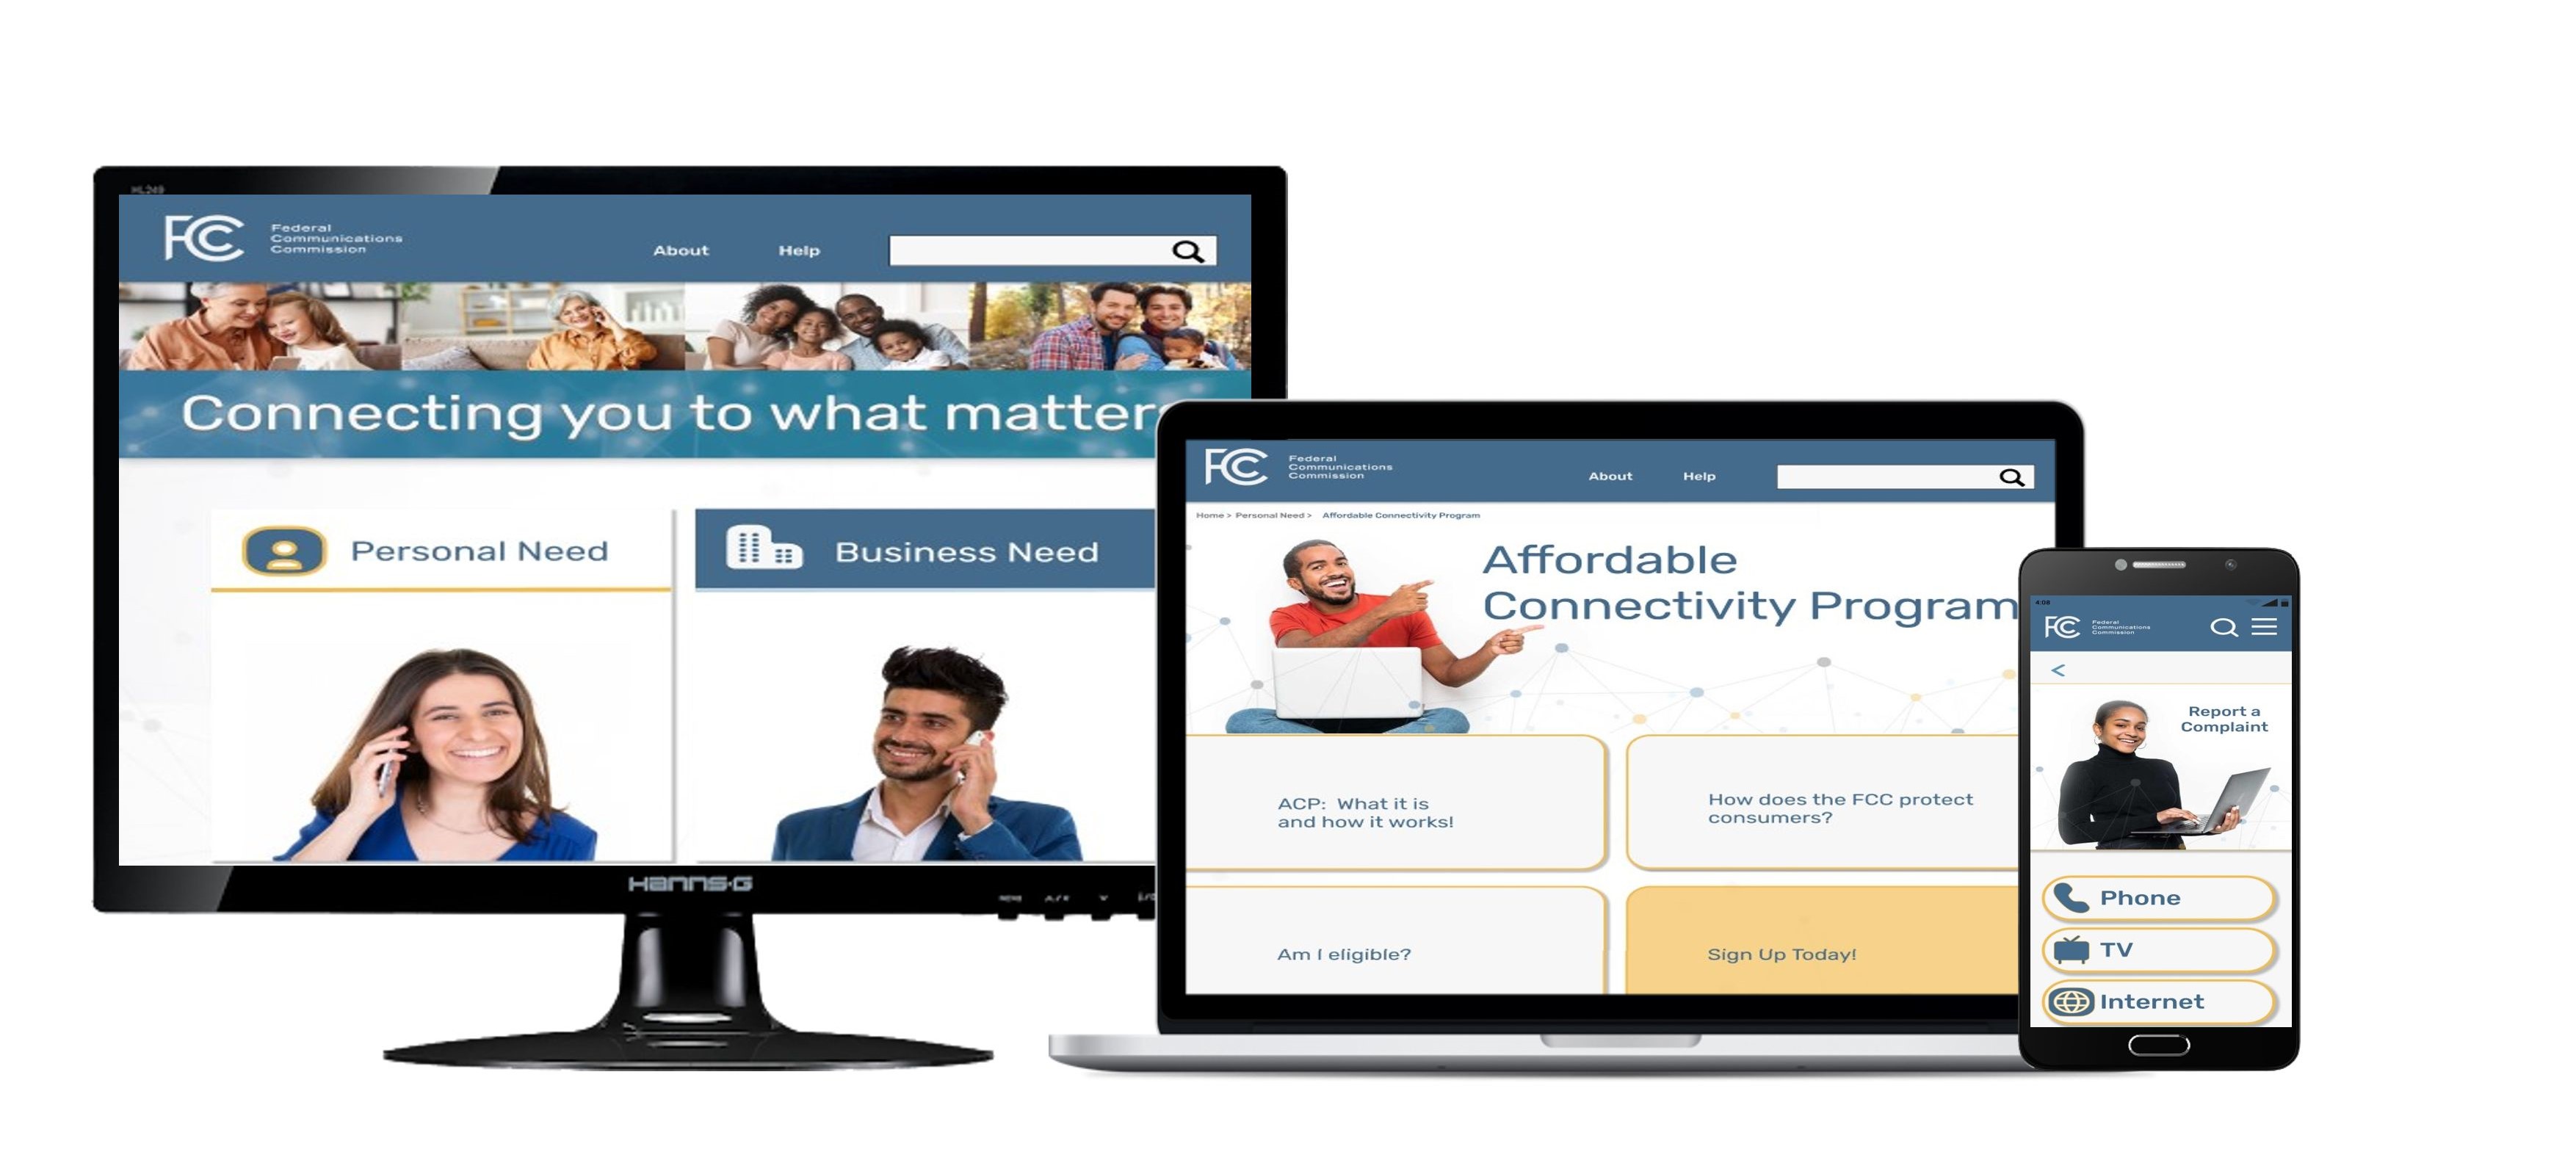 HL249
FCC
Federal
Communications
Commission
About
Help
Connecting you to what matter
Personal Need
Business Need
HANNS·G
FCC
Federal
Communications
Commission
About
Help
Home > Personal Need > Affordable Connectivity Program
Affordable
Connectivity Program
ACP: What it is
and how it works!
How does the FCC protect
consumers?
Am I eligible?
Sign Up Today!
4:08
FCC
Federal
Communications
Commission
<
Report a
Complaint
Phone
TV
Internet